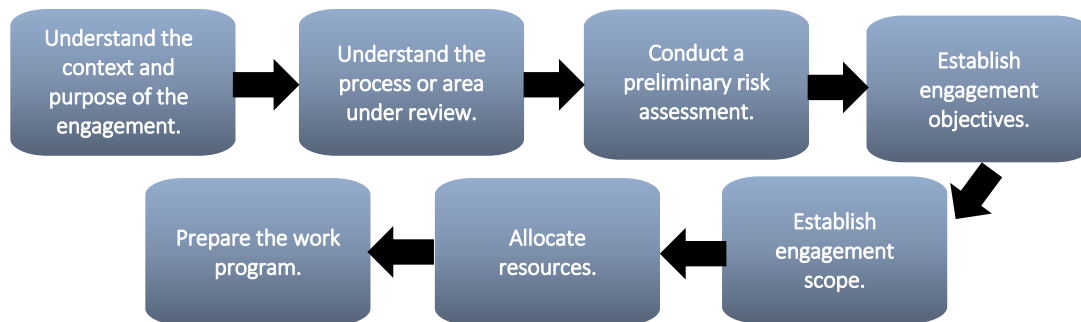 Understand the
context and
purpose of the
engagement.
Understand the
process or area
under review.
Conduct a
preliminary risk
assessment.
Establish
engagement
objectives.
Establish
engagement
scope.
Allocate
resources.
Prepare the work
program.